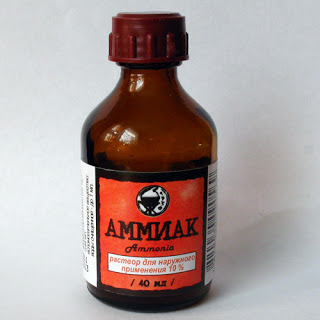 АММИАК
Ammonia
раствор для наружного
применения 10 %
/ 40 мл /